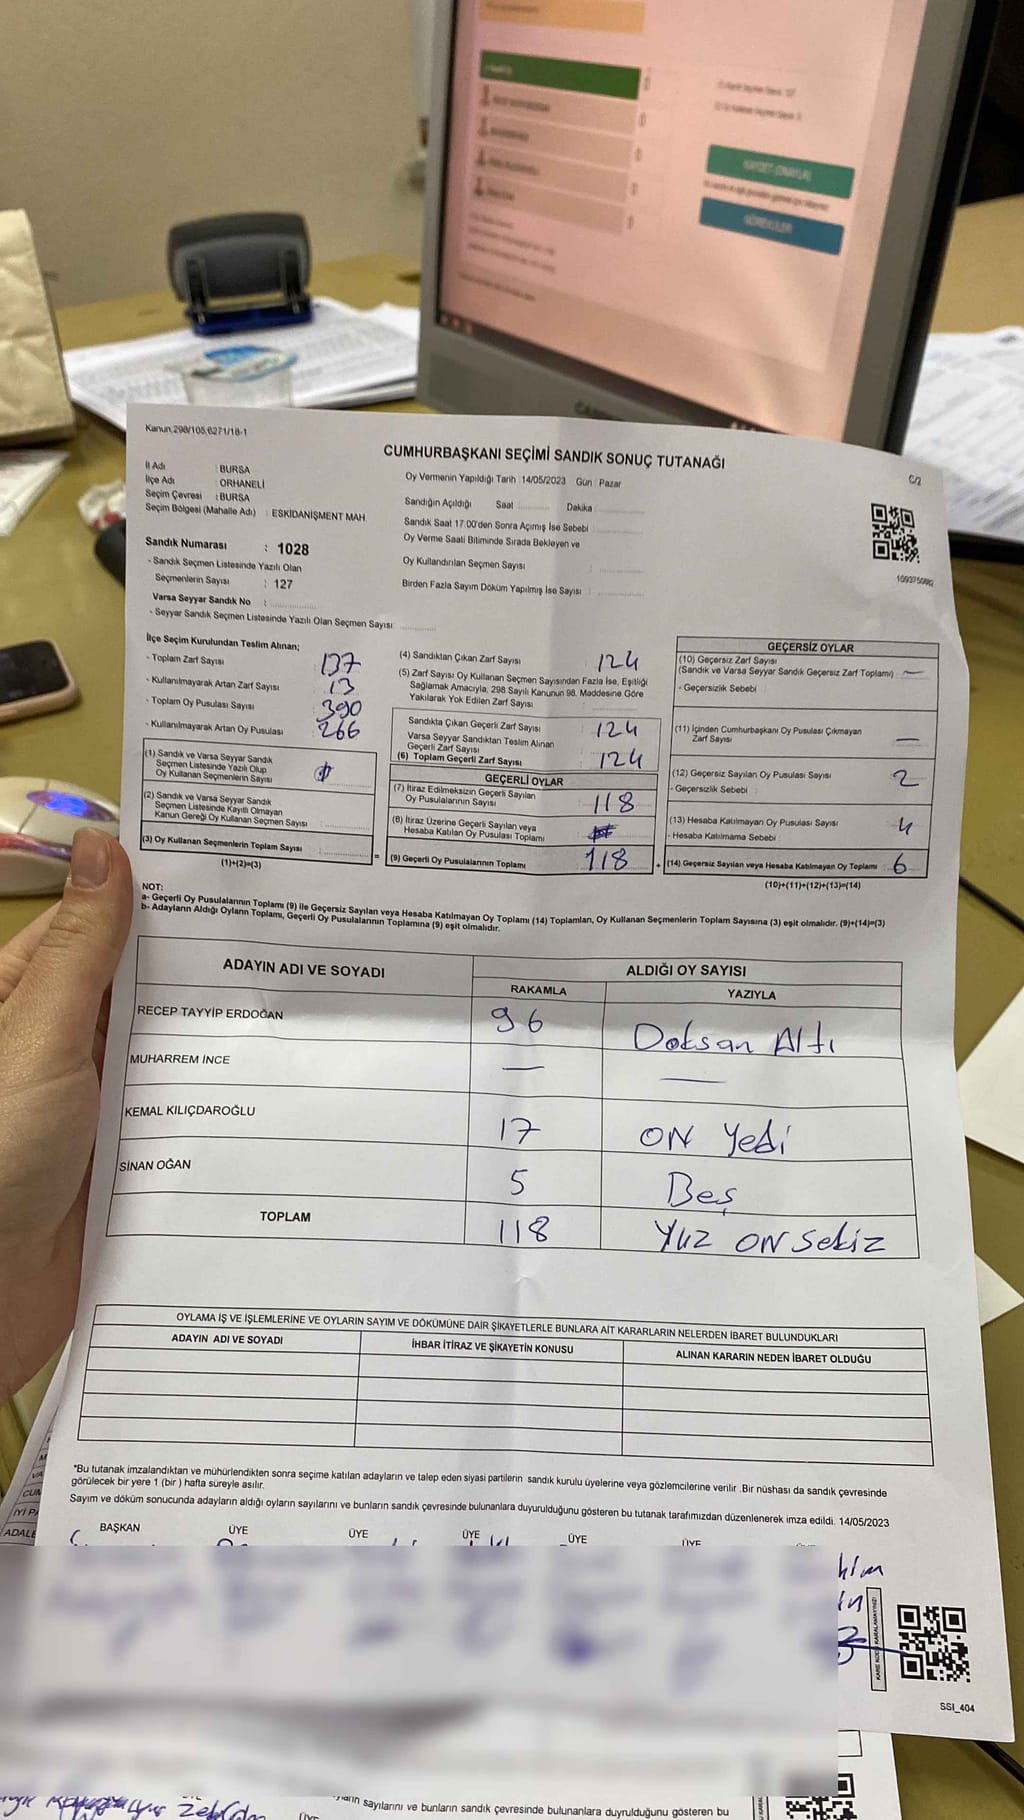 KAYDET (ONAYLA)
GÖREVLİLER
Kanun.298/105,6271/18-1
CUMHURBAŞKANI SEÇİMİ SANDIK SONUÇ TUTANAĞI
C/2
İl Adı : BURSA
İlçe Adı : ORHANELİ
Seçim Çevresi : BURSA
Seçim Bölgesi (Mahalle Adı) : ESKİDANİŞMENT MAH
Oy Vermenin Yapıldığı Tarih :14/05/2023 Gün : Pazar
Sandığın Açıldığı Saat Dakika
Sandık Saat 17.00'den Sonra Açımış İse Sebebi
Oy Verme Saati Bitiminde Sırada Bekleyen ve
Oy Kullandırılan Seçmen Sayısı :
Birden Fazla Sayım Döküm Yapılmış İse Sayısı :
Sandık Numarası : 1028
- Sandık Seçmen Listesinde Yazılı Olan
Seçmenlerin Sayısı : 127
Varsa Seyyar Sandık No :
- Seyyar Sandık Seçmen Listesinde Yazılı Olan Seçmen Sayısı
İlçe Seçim Kurulundan Teslim Alınan;
- Toplam Zarf Sayısı 137
- Kullanılmayarak Artan Zarf Sayısı 13
- Toplam Oy Pusulası Sayısı 390
- Kullanılmayarak Artan Oy Pusulası 266
(1) Sandık ve Varsa Seyyar Sandık
Seçmen Listesinde Yazılı Olup
Oy Kullanan Seçmenlerin Sayısı
(2) Sandık ve Varsa Seyyar Sandık
Seçmen Listesinde Kayıtlı Olmayan
Kanun Gereği Oy Kullanan Seçmen Sayısı
(3) Oy Kullanan Seçmenlerin Toplam Sayısı :
(1)+(2)=(3)
=
(4) Sandıktan Çıkan Zarf Sayısı 124
(5) Zarf Sayısı Oy Kullanan Seçmen Sayısından Fazla İse, Eşitliği
Sağlamak Amacıyla, 298 Sayılı Kanunun 98. Maddesine Göre
Yakılarak Yok Edilen Zarf Sayısı
Sandıkta Çıkan Geçerli Zarf Sayısı 124
Varsa Seyyar Sandıktan Teslim Alınan
Geçerli Zarf Sayısı
(6) Toplam Geçerli Zarf Sayısı 124
GEÇERLİ OYLAR
(7) İtiraz Edilmeksizin Geçerli Sayılan
Oy Pusulalarının Sayısı 118
(8) İtiraz Üzerine Geçerli Sayılan veya
Hesaba Katılan Oy Pusulası Toplamı
(9) Geçerli Oy Pusulalarının Toplamı 118
+
109375092
GEÇERSİZ OYLAR
(10) Geçersiz Zarf Sayısı
(Sandık ve Varsa Seyyar Sandık Geçersiz Zarf Toplamı) —
- Geçersizlik Sebebi :
(11) İçinden Cumhurbaşkanı Oy Pusulası Çıkmayan
Zarf Sayısı —
(12) Geçersiz Sayılan Oy Pusulası Sayısı 2
- Geçersizlik Sebebi :
(13) Hesaba Katılmayan Oy Pusulası Sayısı 4
- Hesaba Katılmama Sebebi :
(14) Geçersiz Sayılan veya Hesaba Katılmayan Oy Toplamı 6
(10)+(11)+(12)+(13)=(14)
NOT:
a- Geçerli Oy Pusulalarının Toplamı (9) ile Geçersiz Sayılan veya Hesaba Katılmayan Oy Toplamı (14) Toplamları, Oy Kullanan Seçmenlerin Toplam Sayısına (3) eşit olmalıdır. (9)+(14)=(3)
b- Adayların Aldığı Oyların Toplamı, Geçerli Oy Pusulalarının Toplamına (9) eşit olmalıdır.
ADAYIN ADI VE SOYADI ALDIĞI OY SAYISI
RAKAMLA YAZIYLA
RECEP TAYYİP ERDOĞAN 96 Doksan Altı
MUHARREM İNCE — —
KEMAL KILIÇDAROĞLU 17 ON Yedi
SİNAN OĞAN 5 Beş
TOPLAM 118 Yüz ON Sekiz
OYLAMA İŞ VE İŞLEMLERİNE VE OYLARIN SAYIM VE DÖKÜMÜNE DAİR ŞİKAYETLERLE BUNLARA AİT KARARLARIN NELERDEN İBARET BULUNDUKLARI
ADAYIN ADI VE SOYADI İHBAR İTİRAZ VE ŞİKAYETİN KONUSU ALINAN KARARIN NEDEN İBARET OLDUĞU
*Bu tutanak imzalandıktan ve mühürlendikten sonra seçime katılan adayların ve talep eden siyasi partilerin sandık kurulu üyelerine veya gözlemcilerine verilir .Bir nüshası da sandık çevresinde
görülecek bir yere 1 (bir ) hafta süreyle asılır.
Sayım ve döküm sonucunda adayların aldığı oyların sayılarını ve bunların sandık çevresinde bulunanlara duyurulduğunu gösteren bu tutanak tarafımızdan düzenlenerek imza edildi. 14/05/2023
BAŞKAN ÜYE ÜYE ÜYE ÜYE ÜYE
KARE KODU KARALAMAYINIZ!
SSI_404
sayılarını ve bunların sandık çevresinde bulunanlara duyrulduğunu gösteren bu